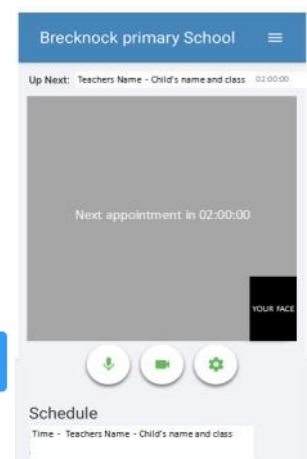 Brecknock primary School
Up Next: Teachers Name - Child's name and class 02:00:00
Next appointment in 02:00:00
YOUR FACE
Schedule
Time - Teachers Name - Child's name and class